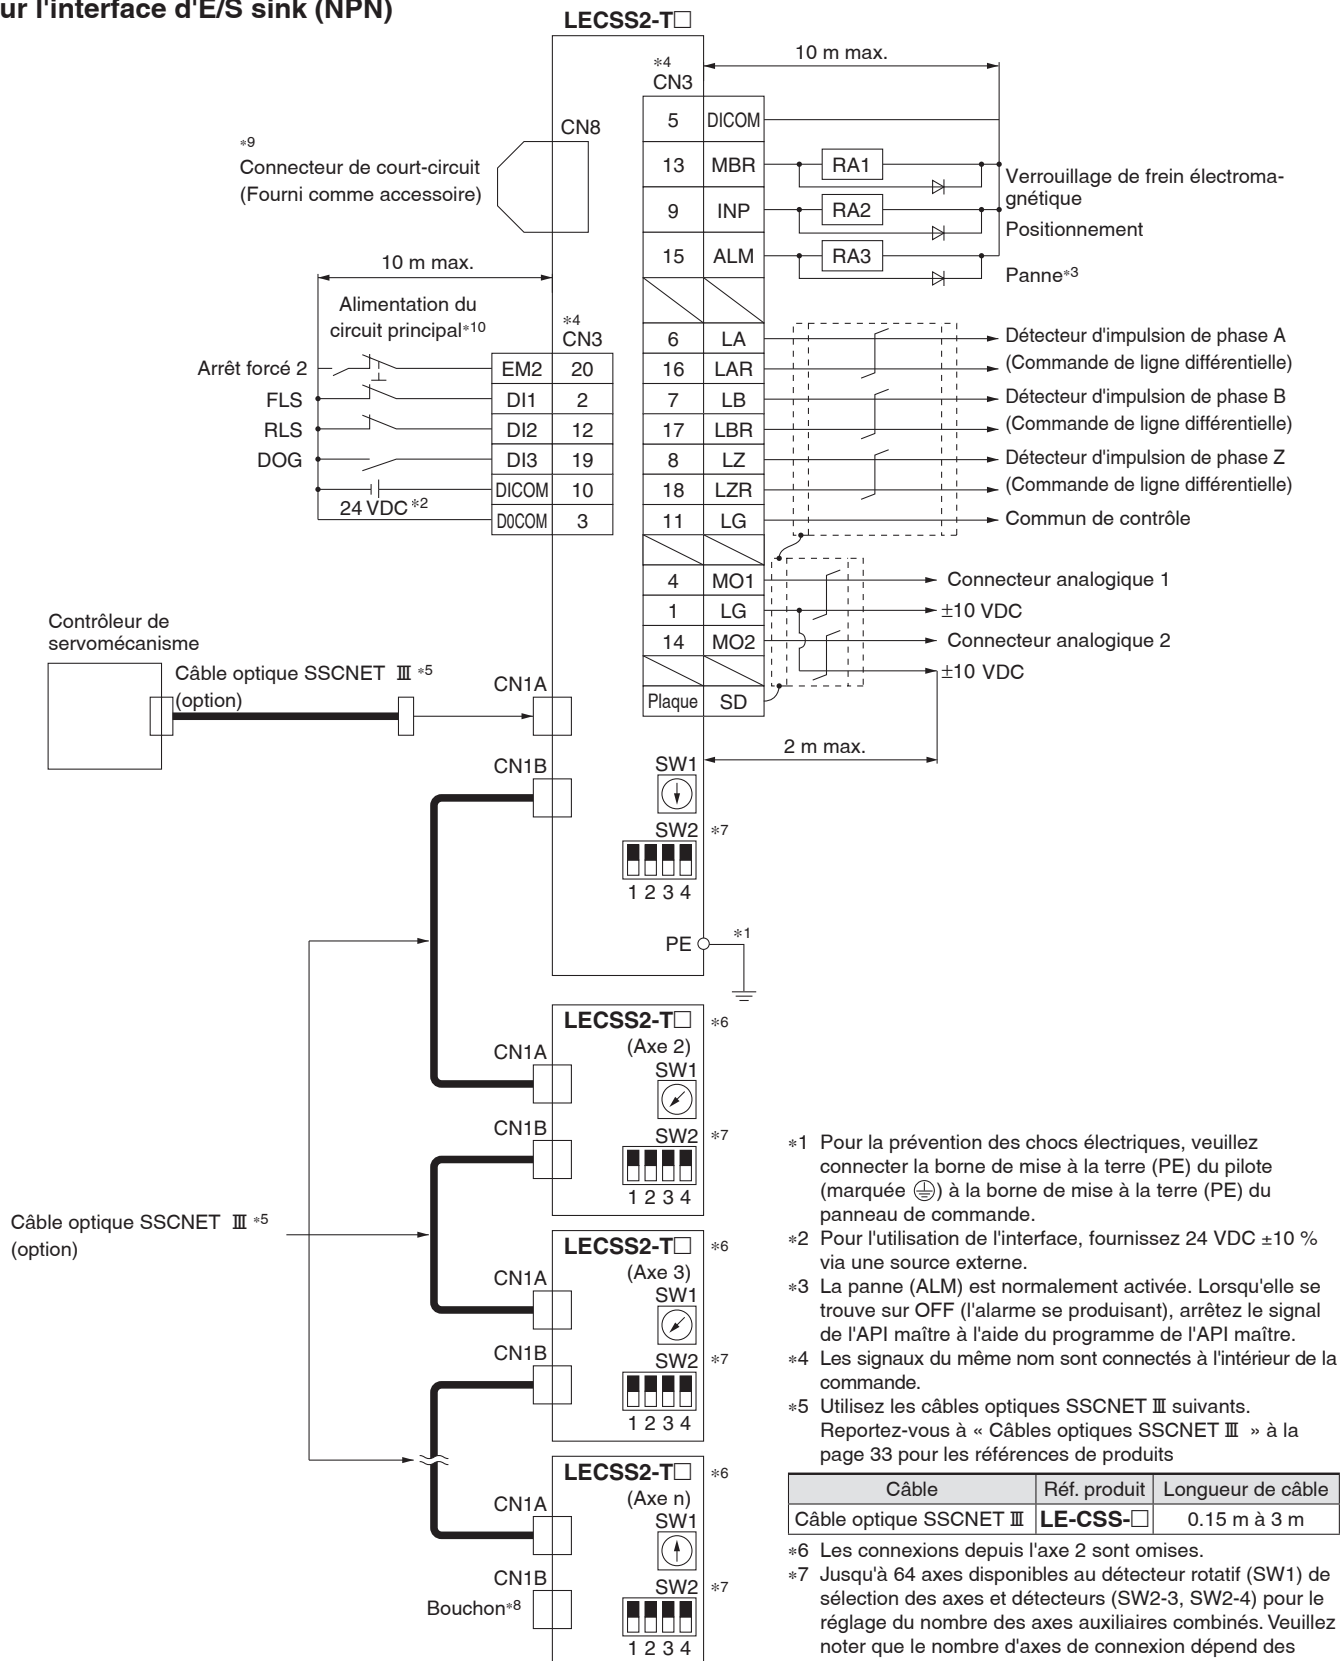 ur l'interface d'E/S sink (NPN)
LECSS2-T□
10 m max.
*4
CN3
5 DICOM
CN8
*9
Connecteur de court-circuit
(Fourni comme accessoire)
13 MBR RA1
Verrouillage de frein électroma-
gnétique
9 INP RA2
Positionnement
15 ALM RA3
Panne*3
10 m max.
Alimentation du
circuit principal*10
*4
CN3
Arrêt forcé 2 EM2 20
FLS DI1 2
RLS DI2 12
DOG DI3 19
DICOM 10
24 VDC*2
D0COM 3
6 LA Détecteur d'impulsion de phase A
16 LAR (Commande de ligne différentielle)
7 LB Détecteur d'impulsion de phase B
17 LBR (Commande de ligne différentielle)
8 LZ Détecteur d'impulsion de phase Z
18 LZR (Commande de ligne différentielle)
11 LG Commun de contrôle
4 MO1 Connecteur analogique 1
1 LG ±10 VDC
14 MO2 Connecteur analogique 2
±10 VDC
Plaque SD
2 m max.
Contrôleur de
servomécanisme
Câble optique SSCNET Ⅲ *5
(option)
CN1A
CN1B
SW1
SW2 *7
1 2 3 4
PE *1
LECSS2-T□ *6
(Axe 2)
CN1A
SW1
CN1B
SW2 *7
1 2 3 4
Câble optique SSCNET Ⅲ *5
(option)
LECSS2-T□ *6
(Axe 3)
CN1A
SW1
CN1B
SW2 *7
1 2 3 4
LECSS2-T□ *6
(Axe n)
CN1A
SW1
CN1B
Bouchon*8
SW2 *7
1 2 3 4
*1 Pour la prévention des chocs électriques, veuillez
connecter la borne de mise à la terre (PE) du pilote
(marquée ⏚) à la borne de mise à la terre (PE) du
panneau de commande.
*2 Pour l'utilisation de l'interface, fournissez 24 VDC ±10 %
via une source externe.
*3 La panne (ALM) est normalement activée. Lorsqu'elle se
trouve sur OFF (l'alarme se produisant), arrêtez le signal
de l'API maître à l'aide du programme de l'API maître.
*4 Les signaux du même nom sont connectés à l'intérieur de la
commande.
*5 Utilisez les câbles optiques SSCNET Ⅲ suivants.
Reportez-vous à « Câbles optiques SSCNET Ⅲ » à la
page 33 pour les références de produits
Câble Réf. produit Longueur de câble
Câble optique SSCNET Ⅲ LE-CSS-□ 0.15 m à 3 m
*6 Les connexions depuis l'axe 2 sont omises.
*7 Jusqu'à 64 axes disponibles au détecteur rotatif (SW1) de
sélection des axes et détecteurs (SW2-3, SW2-4) pour le
réglage du nombre des axes auxiliaires combinés. Veuillez
noter que le nombre d'axes de connexion dépend des